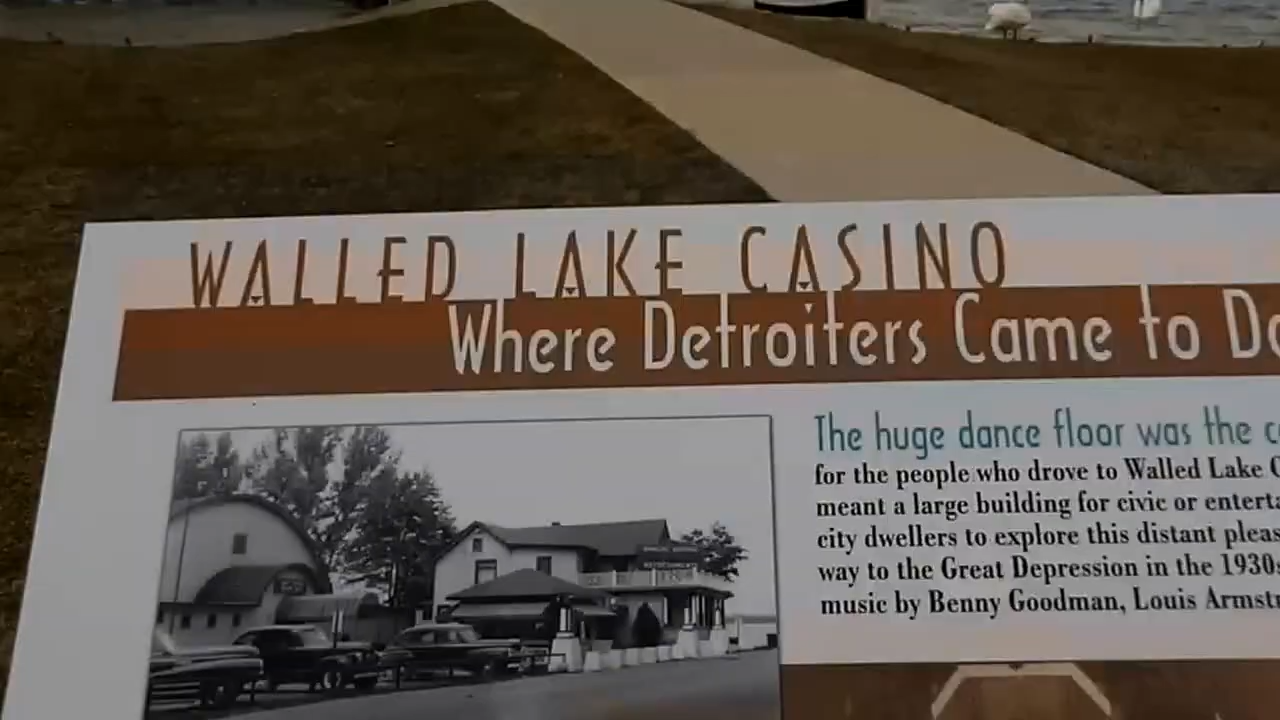 WALLED LAKE CASINO
Where Detroiters Came to
The huge dance floor was the
for the people who drove to Walled Lake
meant a large building for civic or
city dwellers to explore this distant
way to the Great Depression in the 1930s
music by Benny Goodman, Louis